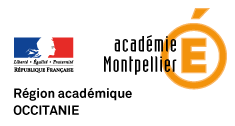 académie
Montpellier
É
Liberté • Égalité • Fraternité
RÉPUBLIQUE FRANÇAISE
Région académique
OCCITANIE